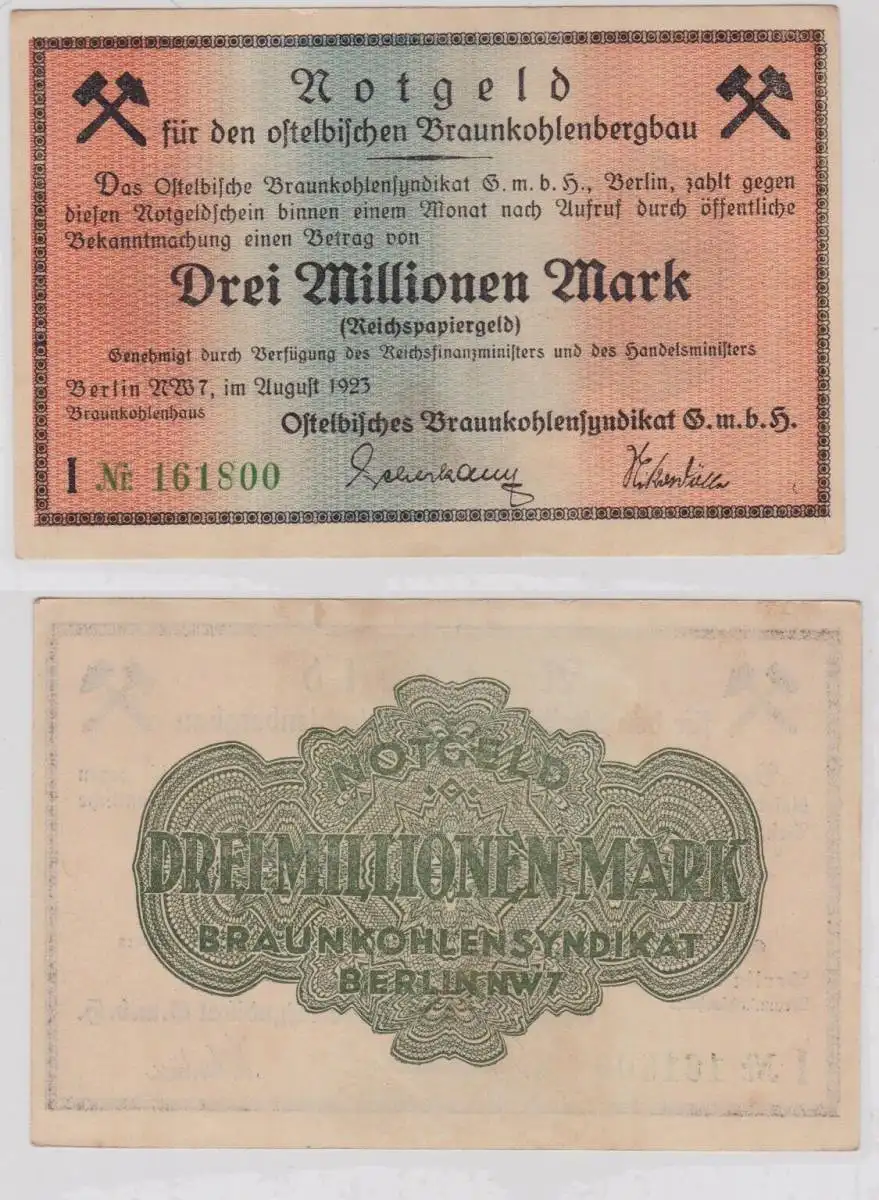 Notgeld
für den ostelbischen Braunkohlenbergbau
Das Ostelbische Braunkohlensyndikat G.m.b.H., Berlin, zahlt gegen
diesen Notgeldschein binnen einem Monat nach Aufruf durch öffentliche
Bekanntmachung einen Betrag von
Drei Millionen Mark
(Reichspapiergeld)
Genehmigt durch Verfügung des Reichsfinanzministers und des Handelsministers
Berlin NW7, im August 1923
Braunkohlenhaus
Ostelbisches Braunkohlensyndikat G.m.b.H.
I № 161800
NOTGELD
DREI MILLIONEN MARK
BRAUNKOHLENSYNDIKAT
BERLIN NW7